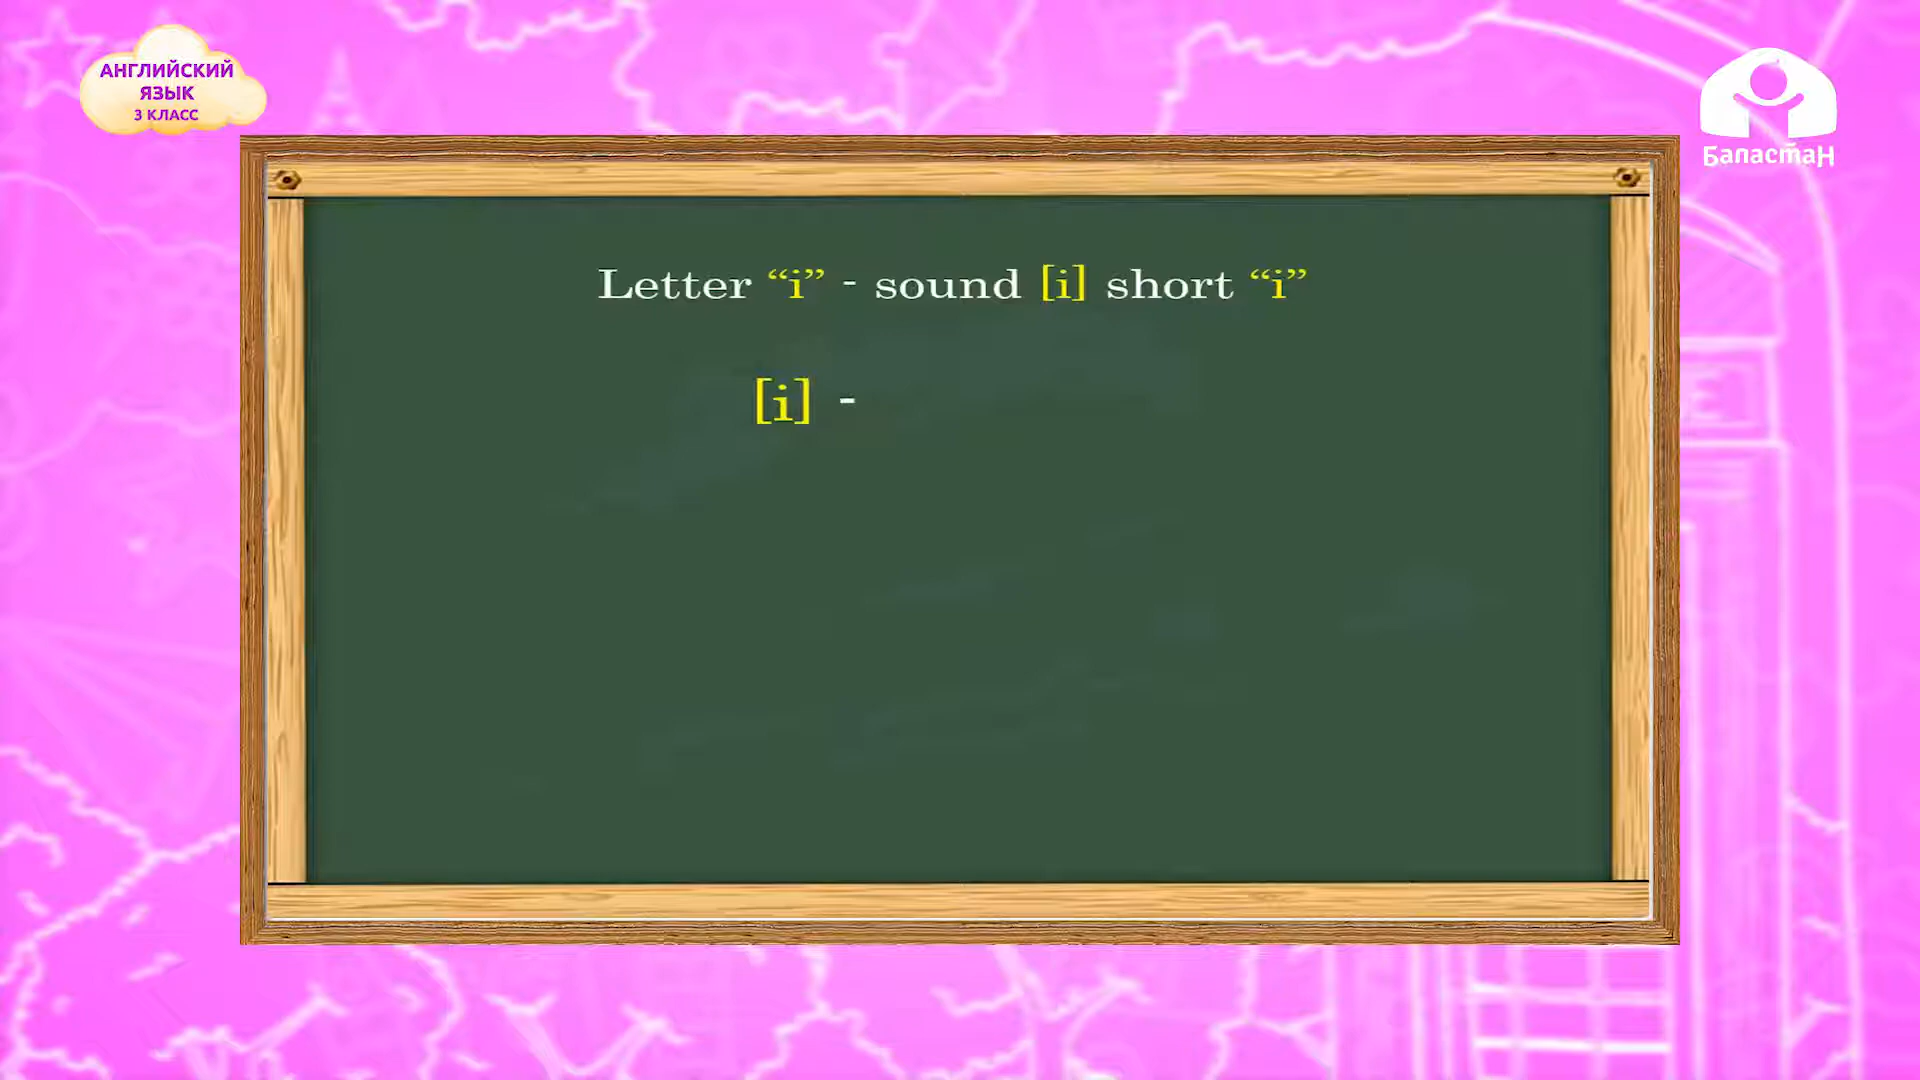 АНГЛИЙСКИЙ
ЯЗЫК
3 КЛАСС
Баластан
Letter “i” - sound [i] short “i”
[i] -